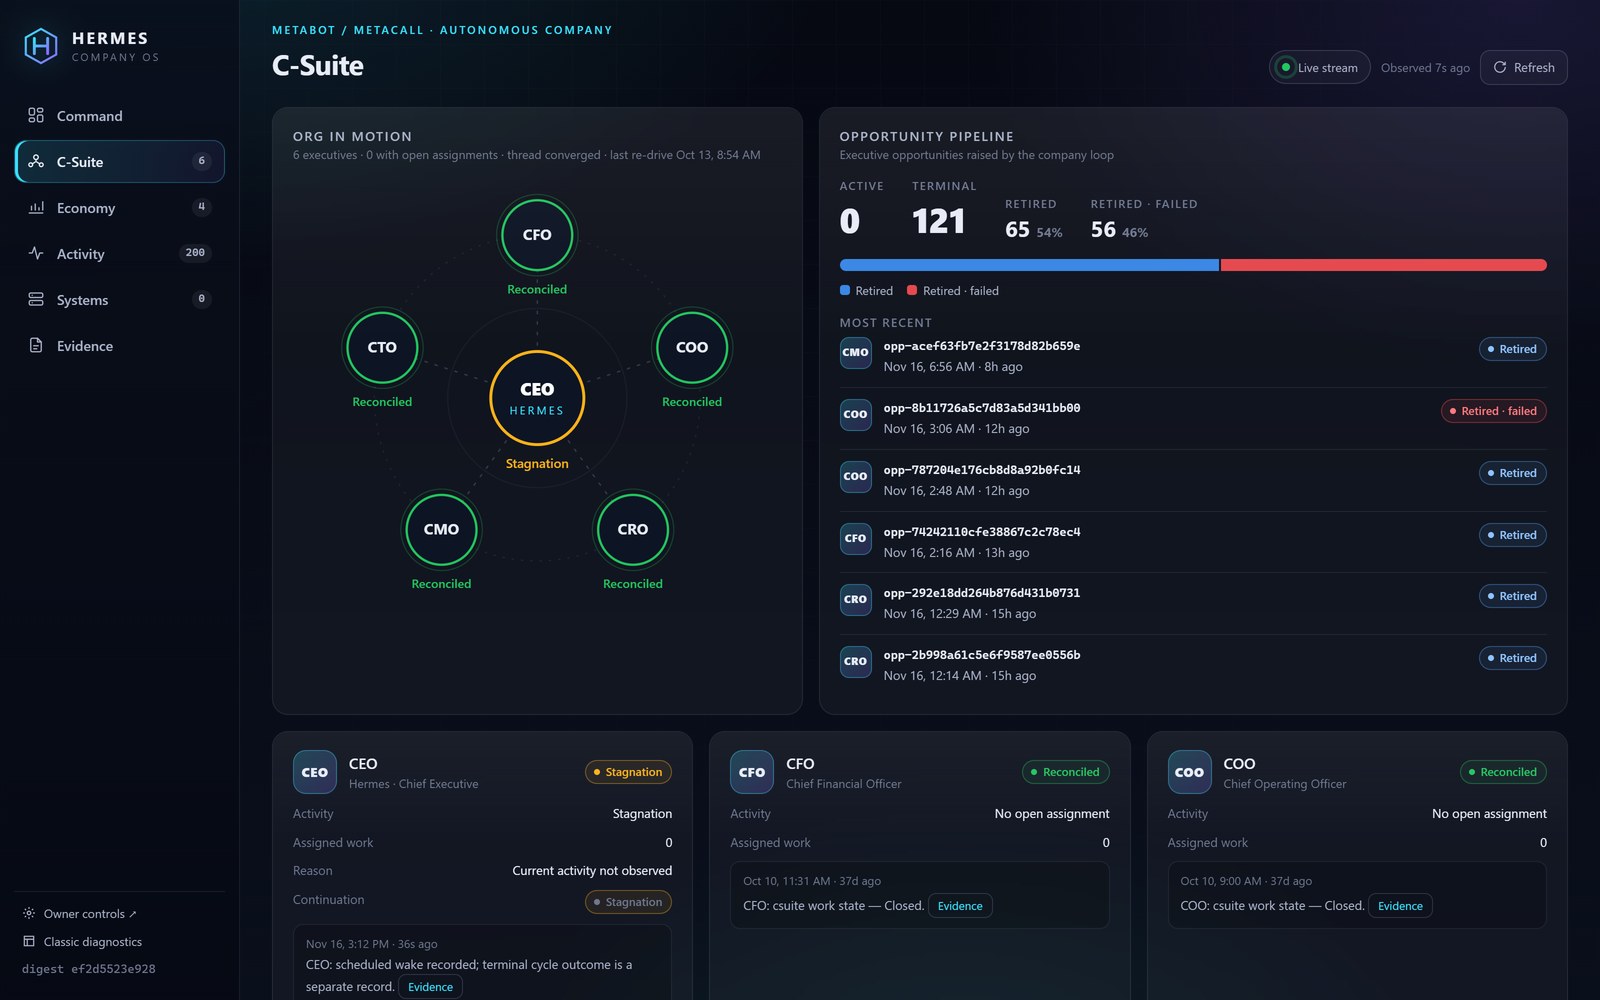 HERMES
COMPANY OS
Command
C-Suite 6
Economy 4
Activity 200
Systems 0
Evidence
Owner controls ↗
Classic diagnostics
digest ef2d5523e928
METABOT / METACALL · AUTONOMOUS COMPANY
C-Suite
Live stream
Observed 7s ago
Refresh
ORG IN MOTION
6 executives · 0 with open assignments · thread converged · last re-drive Oct 13, 8:54 AM
CFO
Reconciled
CTO
Reconciled
COO
Reconciled
CEO
HERMES
Stagnation
CMO
Reconciled
CRO
Reconciled
OPPORTUNITY PIPELINE
Executive opportunities raised by the company loop
ACTIVE
0
TERMINAL
121
RETIRED
65 54%
RETIRED · FAILED
56 46%
Retired
Retired · failed
MOST RECENT
CMO
opp-acef63fb7e2f3178d82b659e
Nov 16, 6:56 AM · 8h ago
Retired
COO
opp-8b11726a5c7d83a5d341bb00
Nov 16, 3:06 AM · 12h ago
Retired · failed
COO
opp-787204e176cb8d8a92b0fc14
Nov 16, 2:48 AM · 12h ago
Retired
CFO
opp-74242110cfe38867c2c78ec4
Nov 16, 2:16 AM · 13h ago
Retired
CRO
opp-292e18dd264b876d431b0731
Nov 16, 12:29 AM · 15h ago
Retired
CRO
opp-2b998a61c5e6f9587ee0556b
Nov 16, 12:14 AM · 15h ago
Retired
CEO
CEO
Hermes · Chief Executive
Stagnation
Activity Stagnation
Assigned work 0
Reason Current activity not observed
Continuation Stagnation
Nov 16, 3:12 PM · 36s ago
CEO: scheduled wake recorded; terminal cycle outcome is a
separate record. Evidence
CFO
CFO
Chief Financial Officer
Reconciled
Activity No open assignment
Assigned work 0
Oct 10, 11:31 AM · 37d ago
CFO: csuite work state — Closed. Evidence
COO
COO
Chief Operating Officer
Reconciled
Activity No open assignment
Assigned work 0
Oct 10, 9:00 AM · 37d ago
COO: csuite work state — Closed. Evidence